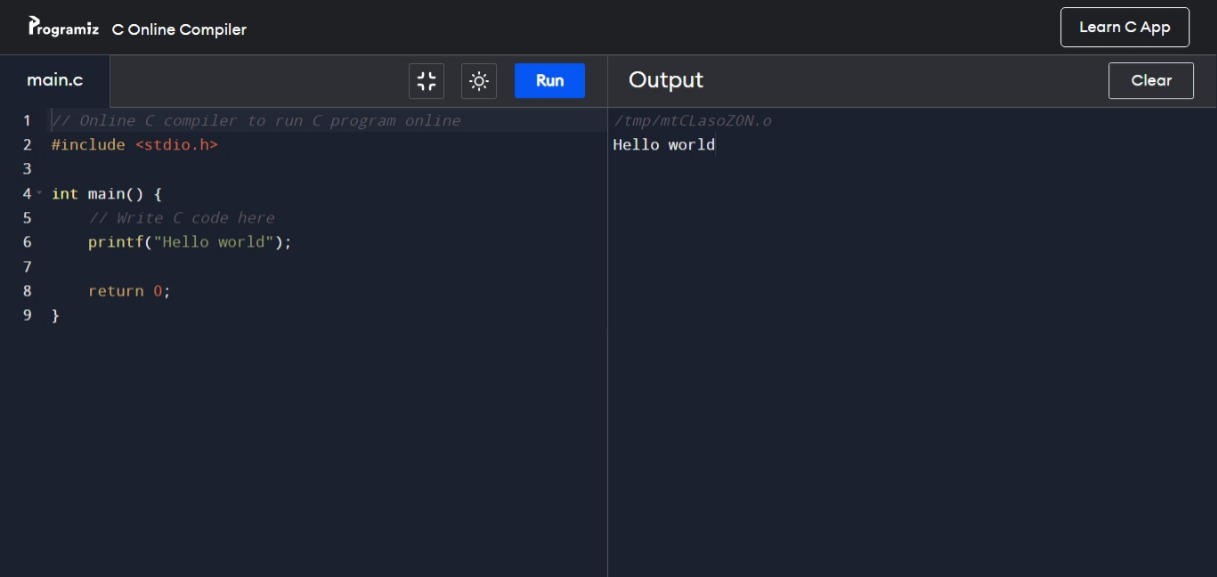 Programiz C Online Compiler
Learn C App
main.c
Run
Output
Clear
1 // Online C compiler to run C program online
2 #include <stdio.h>
3
4 int main() {
5     // Write C code here
6     printf("Hello world");
7
8     return 0;
9 }
/tmp/mtCLasoZ0N.o
Hello world